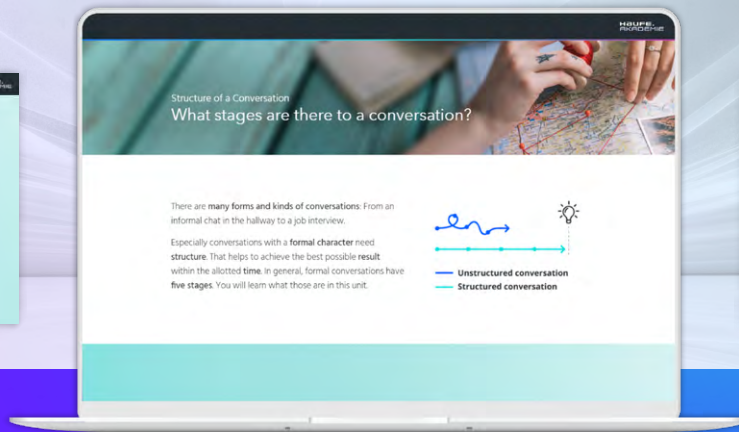 HAUFE.
AKADEMIE
Structure of a Conversation
What stages are there to a conversation?
There are many forms and kinds of conversations: From an
informal chat in the hallway to a job interview.
Especially conversations with a formal character need
structure. That helps to achieve the best possible result
within the allotted time. In general, formal conversations have
five stages. You will learn what those are in this unit.
Unstructured conversation
Structured conversation